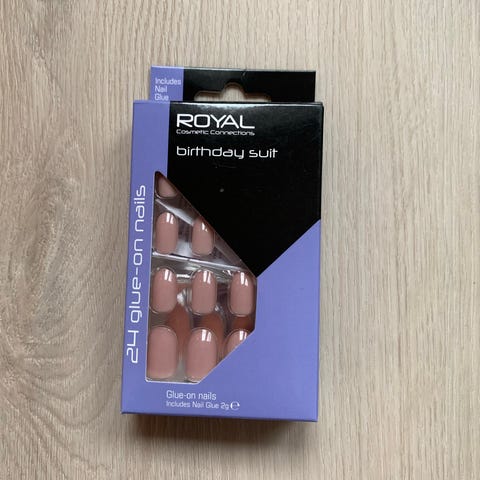 Includes
Nail
Glue
ROYAL
Cosmetic Connections
birthday suit
24 glue-on nails
Glue-on nails
Includes Nail Glue 2g ℮